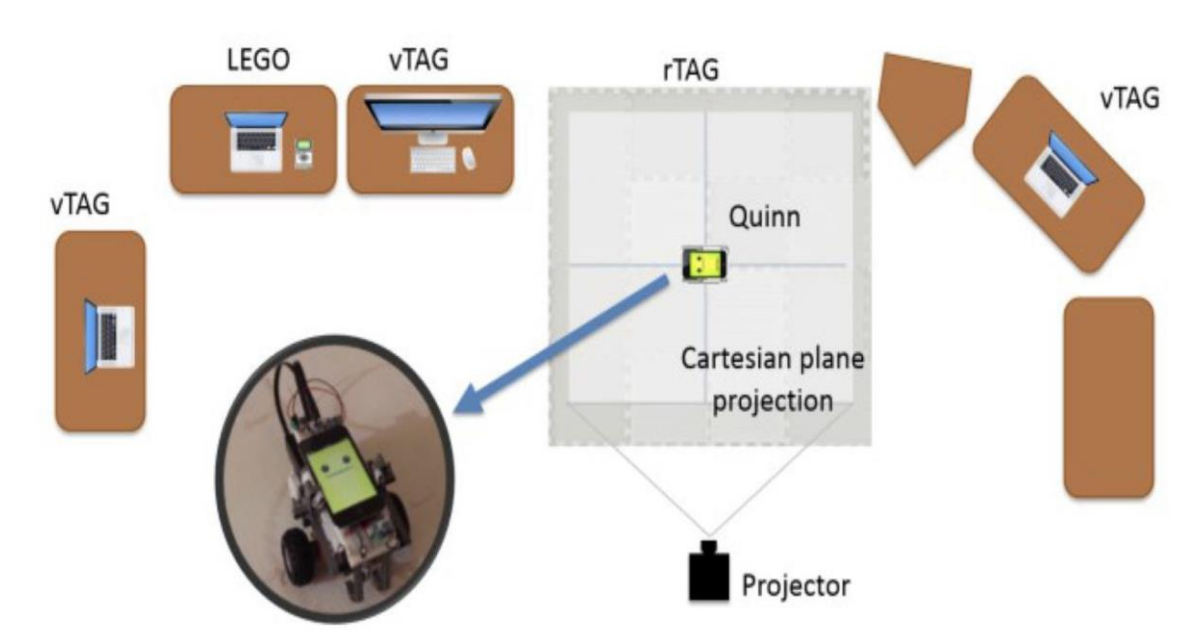 LEGO
vTAG
rTAG
vTAG
vTAG
Quinn
Cartesian plane
projection
Projector